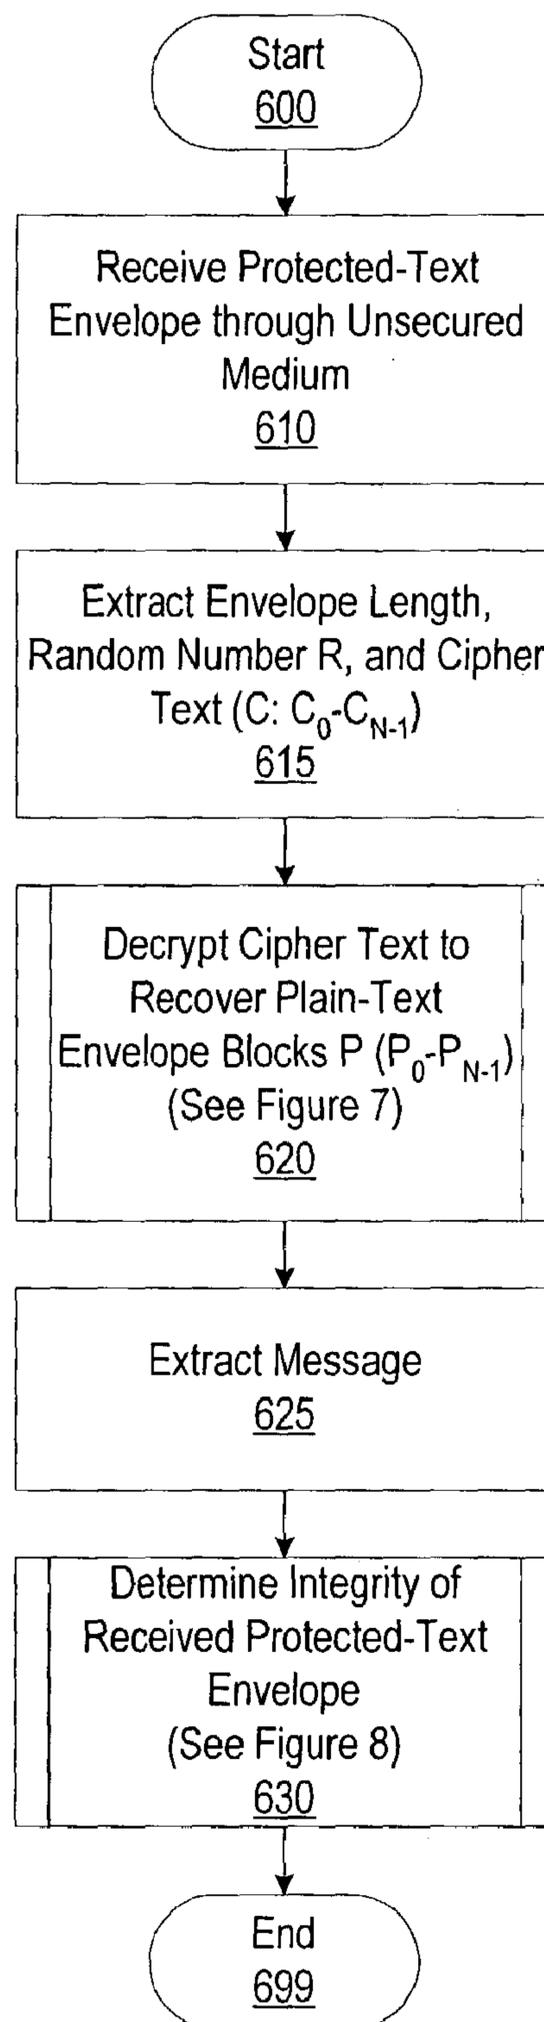 Start
600
Receive Protected-Text
Envelope through Unsecured
Medium
610
Extract Envelope Length,
Random Number R, and Cipher
Text (C: C₀-C_N-1)
615
Decrypt Cipher Text to
Recover Plain-Text
Envelope Blocks P (P₀-P_N-1)
(See Figure 7)
620
Extract Message
625
Determine Integrity of
Received Protected-Text
Envelope
(See Figure 8)
630
End
699